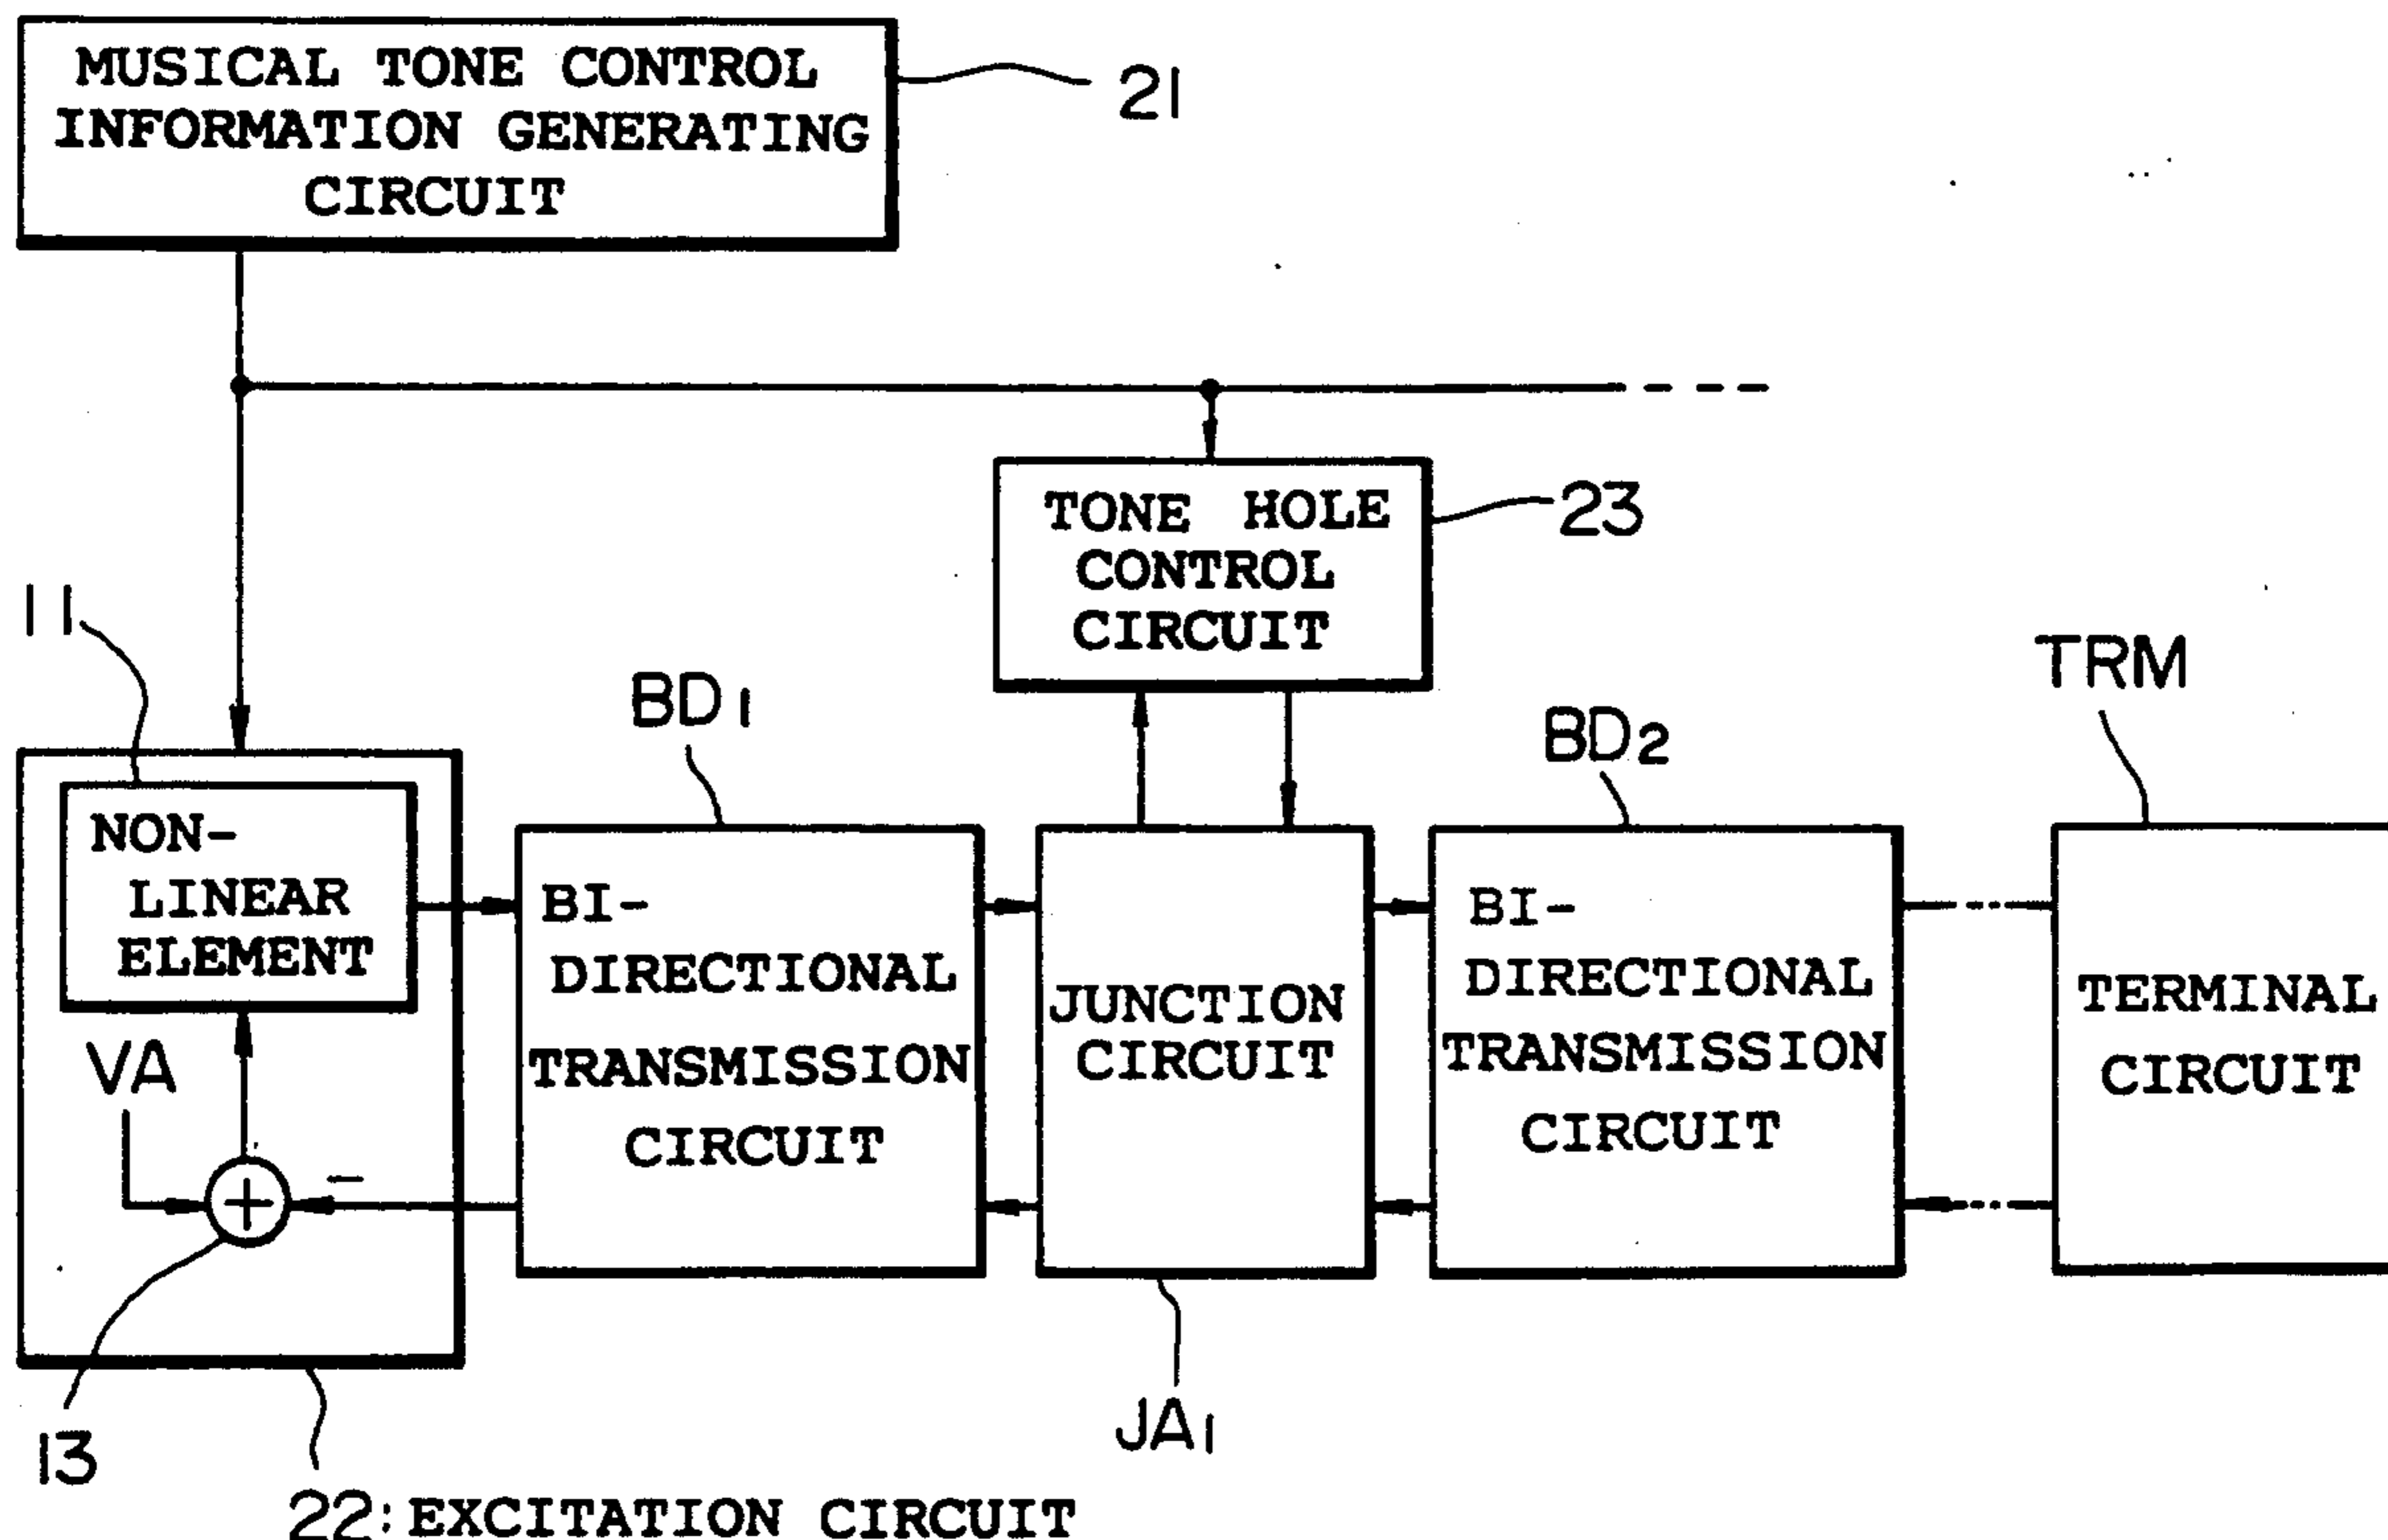 MUSICAL TONE CONTROL
INFORMATION GENERATING
CIRCUIT
21
TONE HOLE
CONTROL
CIRCUIT
23
11
NON-
LINEAR
ELEMENT
VA
13
22: EXCITATION CIRCUIT
BD1
BI-
DIRECTIONAL
TRANSMISSION
CIRCUIT
JUNCTION
CIRCUIT
JA1
BD2
BI-
DIRECTIONAL
TRANSMISSION
CIRCUIT
TRM
TERMINAL
CIRCUIT